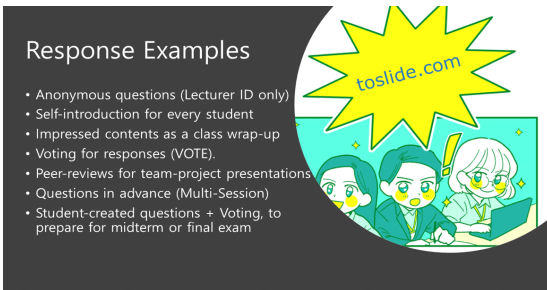 Response Examples
• Anonymous questions (Lecturer ID only)
• Self-introduction for every student
• Impressed contents as a class wrap-up
• Voting for responses (VOTE).
• Peer-reviews for team-project presentations
• Questions in advance (Multi-Session)
• Student-created questions + Voting, to
prepare for midterm or final exam
toslide.com